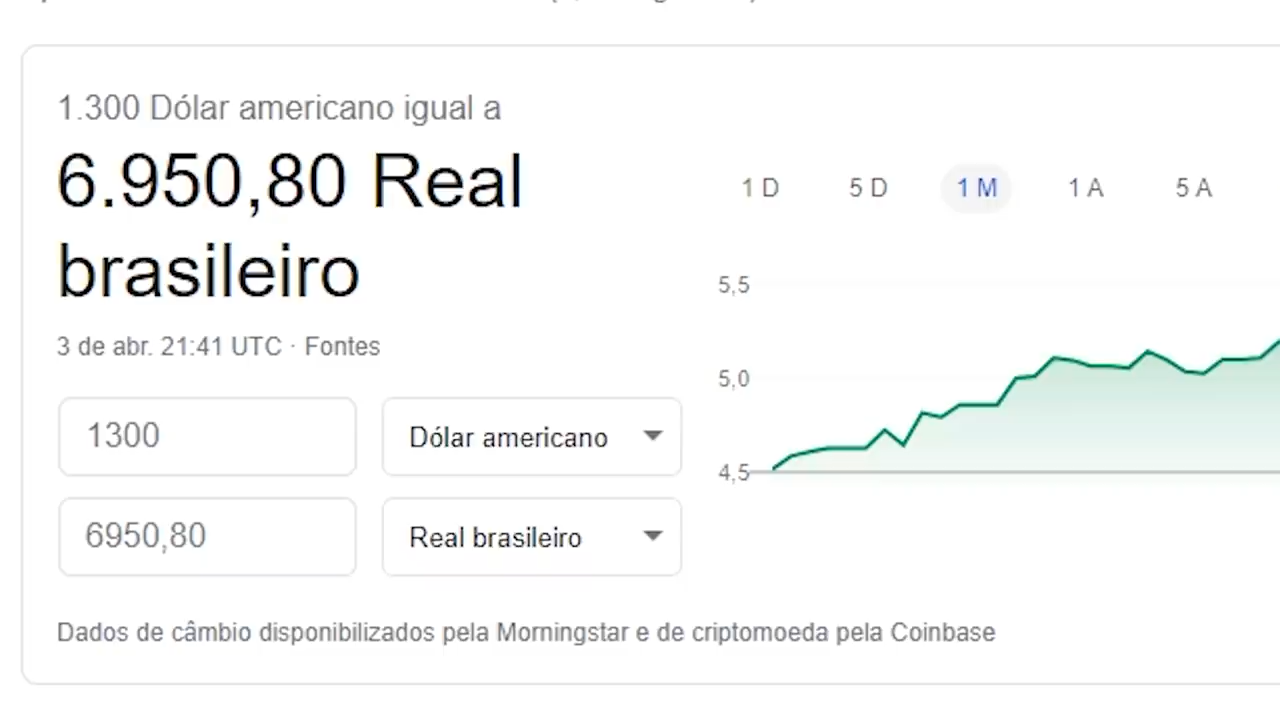 1.300 Dólar americano igual a
6.950,80 Real
brasileiro
3 de abr. 21:41 UTC · Fontes
1300
Dólar americano
6950,80
Real brasileiro
1 D
5 D
1 M
1 A
5 A
5,5
5,0
4,5
Dados de câmbio disponibilizados pela Morningstar e de criptomoeda pela Coinbase